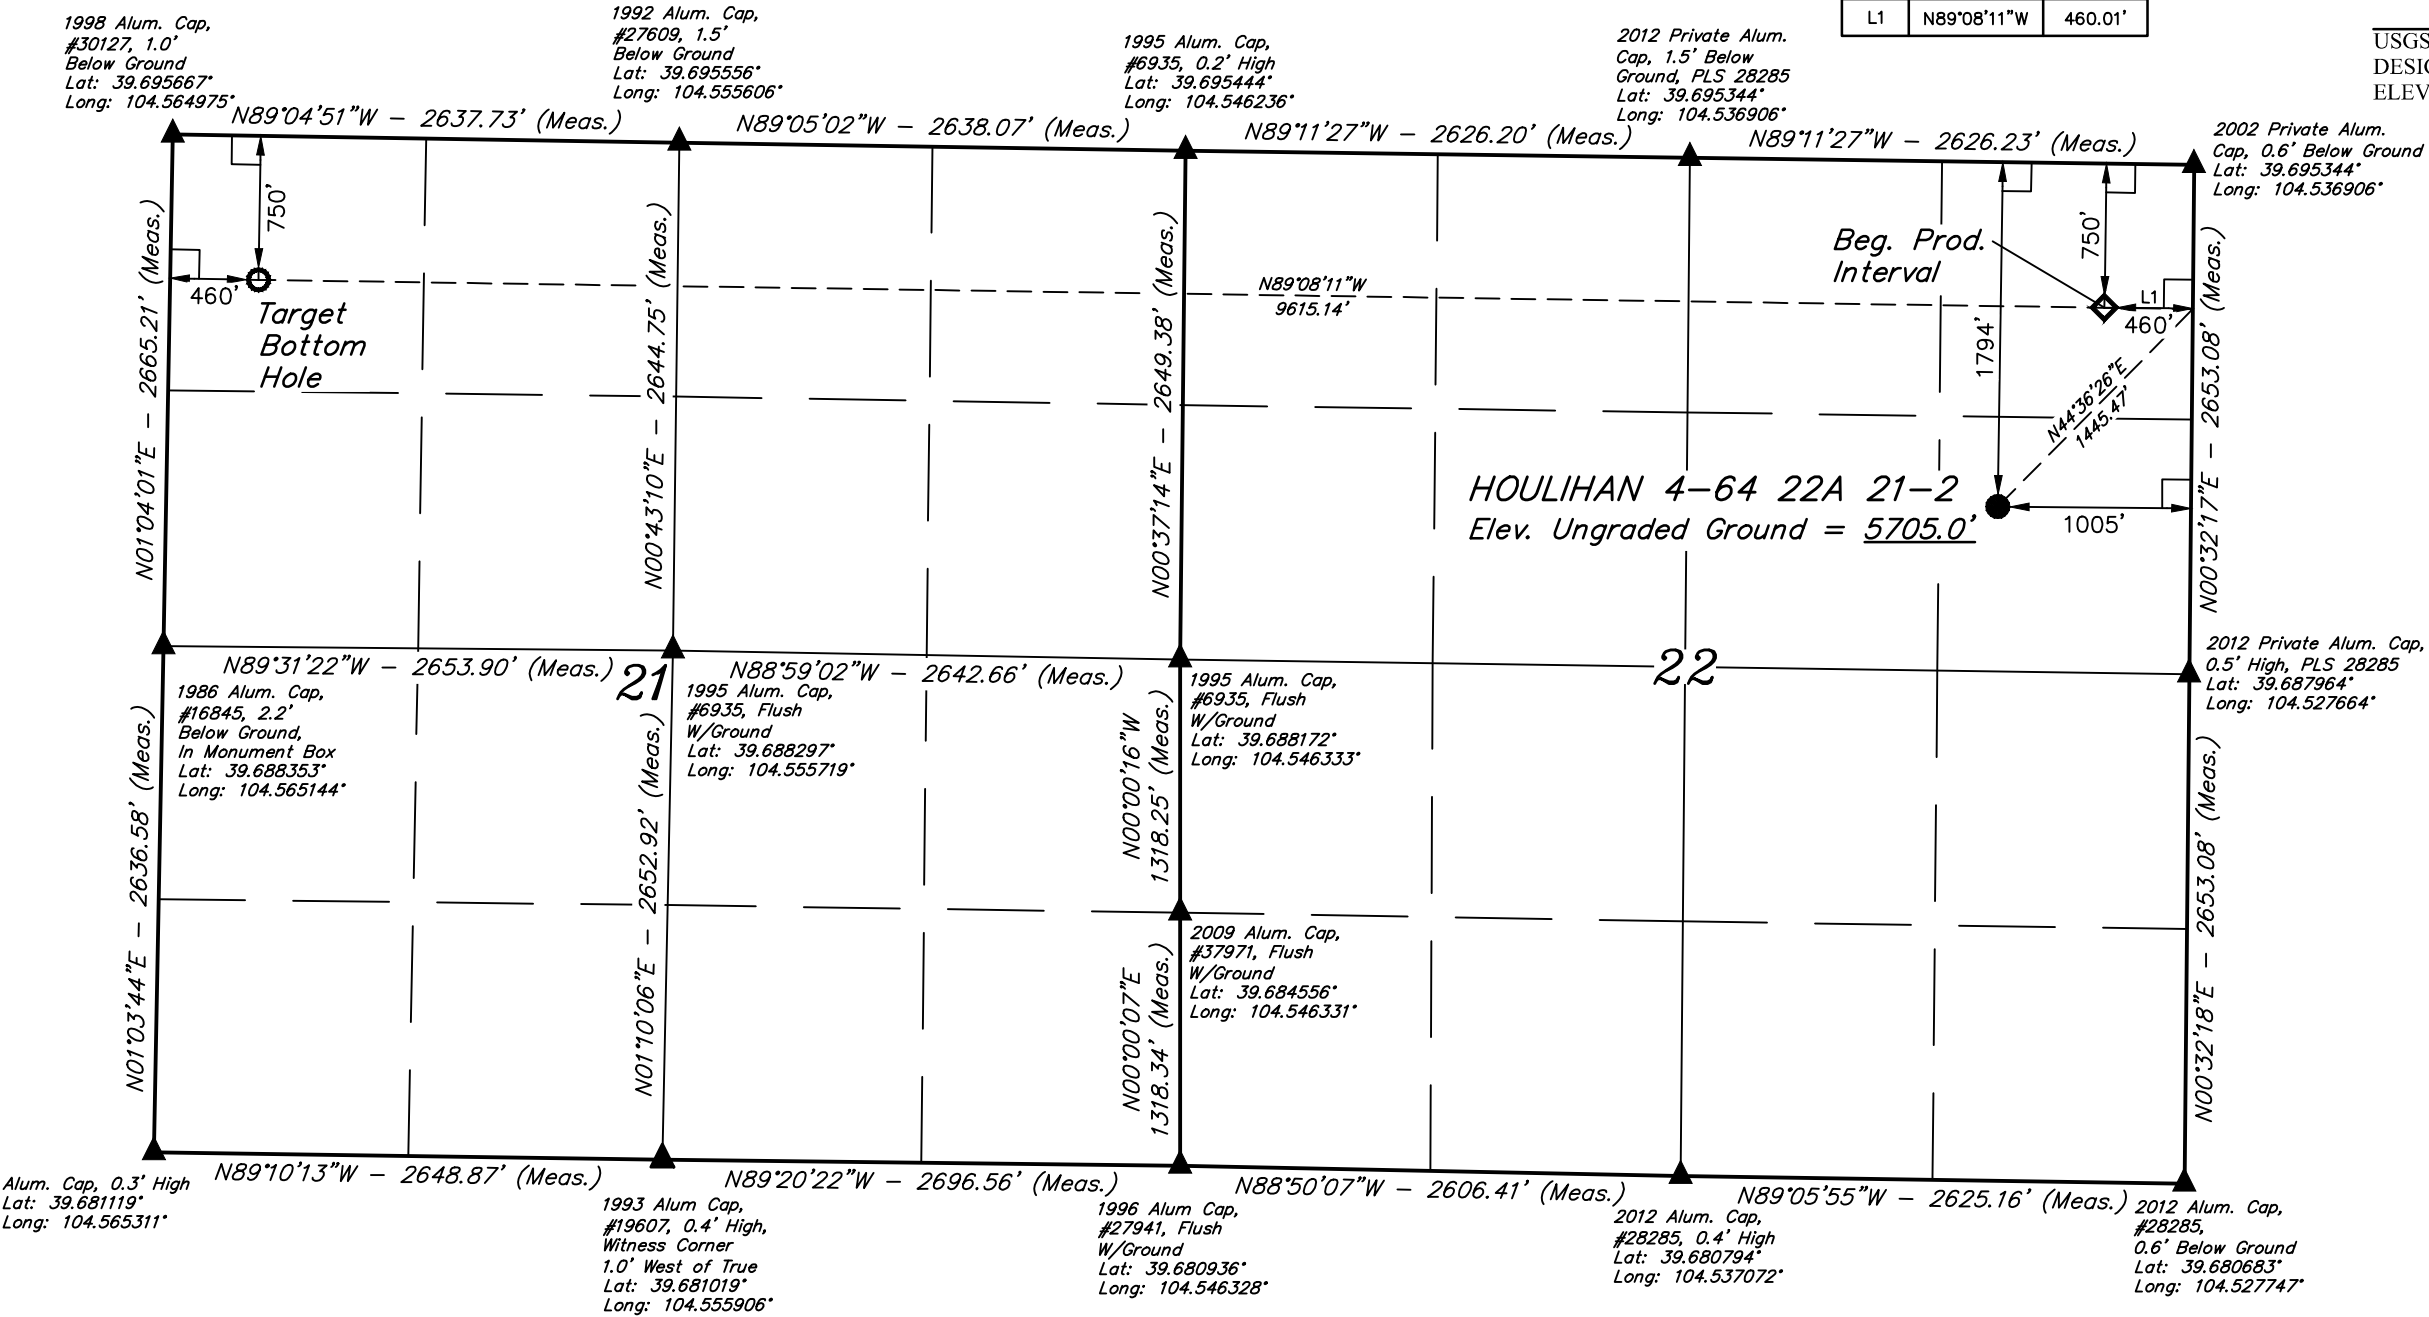 L1 N89°08'11"W 460.01'
USGS
DESIG
ELEV
1998 Alum. Cap,
#30127, 1.0'
Below Ground
Lat: 39.695667°
Long: 104.564975°
1992 Alum. Cap,
#27609, 1.5'
Below Ground
Lat: 39.695556°
Long: 104.555606°
1995 Alum. Cap,
#6935, 0.2' High
Lat: 39.695444°
Long: 104.546236°
2012 Private Alum.
Cap, 1.5' Below
Ground, PLS 28285
Lat: 39.695344°
Long: 104.536906°
2002 Private Alum.
Cap, 0.6' Below Ground
Lat: 39.695344°
Long: 104.536906°
N89°04'51"W - 2637.73' (Meas.)
N89°05'02"W - 2638.07' (Meas.)
N89°11'27"W - 2626.20' (Meas.)
N89°11'27"W - 2626.23' (Meas.)
N01°04'01"E - 2665.21' (Meas.)
750'
460'
Target
Bottom
Hole
N00°43'10"E - 2644.75' (Meas.)
N00°37'14"E - 2649.38' (Meas.)
N89°08'11"W
9615.14'
Beg. Prod.
Interval
1794'
750'
L1
460'
N44°36'26"E
1445.47'
N00°32'17"E - 2653.08' (Meas.)
HOULIHAN 4-64 22A 21-2
Elev. Ungraded Ground = 5705.0'
1005'
N89°31'22"W - 2653.90' (Meas.)
21
N88°59'02"W - 2642.66' (Meas.)
22
1986 Alum. Cap,
#16845, 2.2'
Below Ground,
In Monument Box
Lat: 39.688353°
Long: 104.565144°
1995 Alum. Cap,
#6935, Flush
W/Ground
Lat: 39.688297°
Long: 104.555719°
1995 Alum. Cap,
#6935, Flush
W/Ground
Lat: 39.688172°
Long: 104.546333°
2012 Private Alum. Cap,
0.5' High, PLS 28285
Lat: 39.687964°
Long: 104.527664°
N01°03'44"E - 2636.58' (Meas.)
N01°10'06"E - 2652.92' (Meas.)
N00°00'16"W
1318.25' (Meas.)
2009 Alum. Cap,
#37971, Flush
W/Ground
Lat: 39.684556°
Long: 104.546331°
N00°00'07"E
1318.34' (Meas.)
N00°32'18"E - 2653.08' (Meas.)
N89°10'13"W - 2648.87' (Meas.)
N89°20'22"W - 2696.56' (Meas.)
N88°50'07"W - 2606.41' (Meas.)
N89°05'55"W - 2625.16' (Meas.)
Alum. Cap, 0.3' High
Lat: 39.681119°
Long: 104.565311°
1993 Alum Cap,
#19607, 0.4' High,
Witness Corner
1.0' West of True
Lat: 39.681019°
Long: 104.555906°
1996 Alum Cap,
#27941, Flush
W/Ground
Lat: 39.680936°
Long: 104.546328°
2012 Alum. Cap,
#28285, 0.4' High
Lat: 39.680794°
Long: 104.537072°
2012 Alum. Cap,
#28285,
0.6' Below Ground
Lat: 39.680683°
Long: 104.527747°